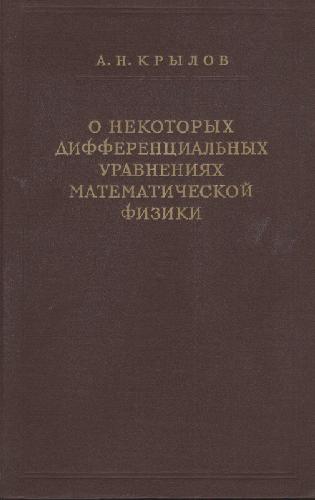 А. Н. КРЫЛОВ
О НЕКОТОРЫХ
ДИФФЕРЕНЦИАЛЬНЫХ
УРАВНЕНИЯХ
МАТЕМАТИЧЕСКОЙ
ФИЗИКИ